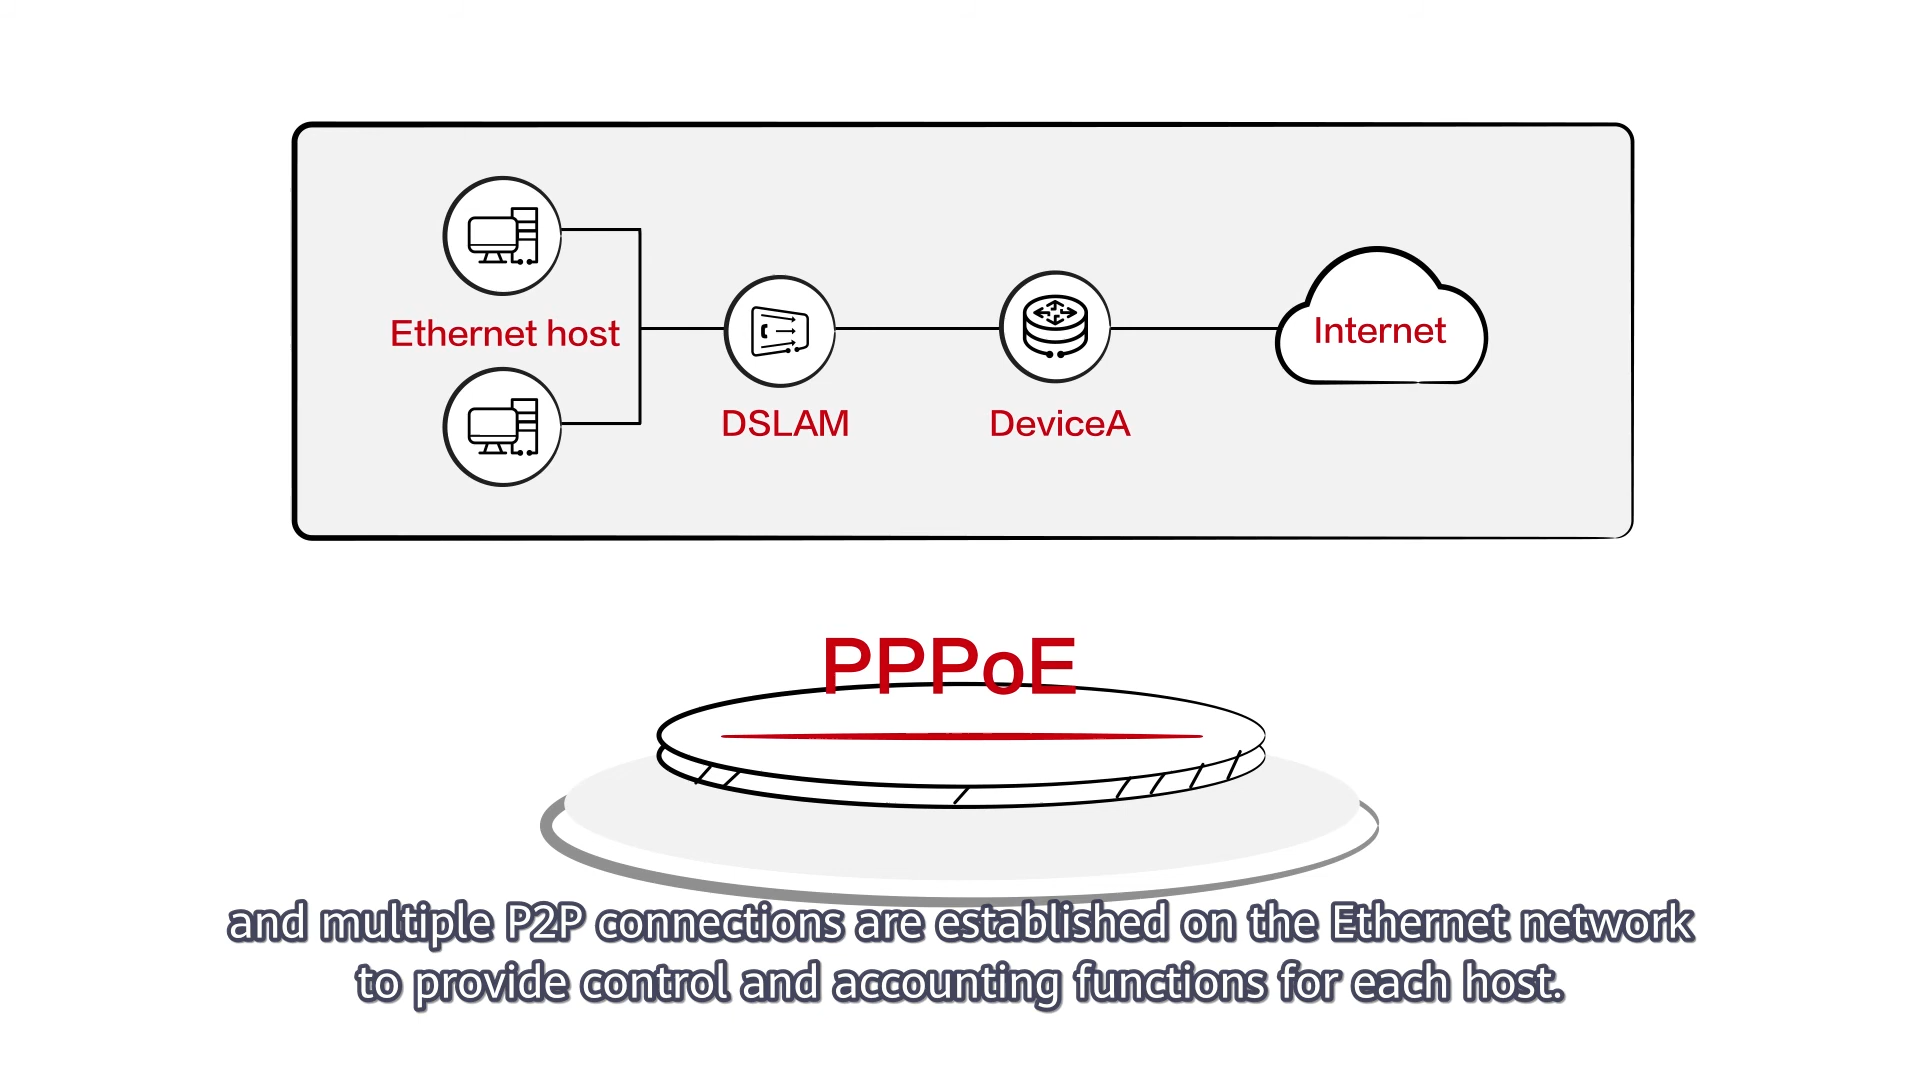 Ethernet host
Internet
DSLAM
DeviceA
PPPoE
and multiple P2P connections are established on the Ethernet network
to provide control and accounting functions for each host.